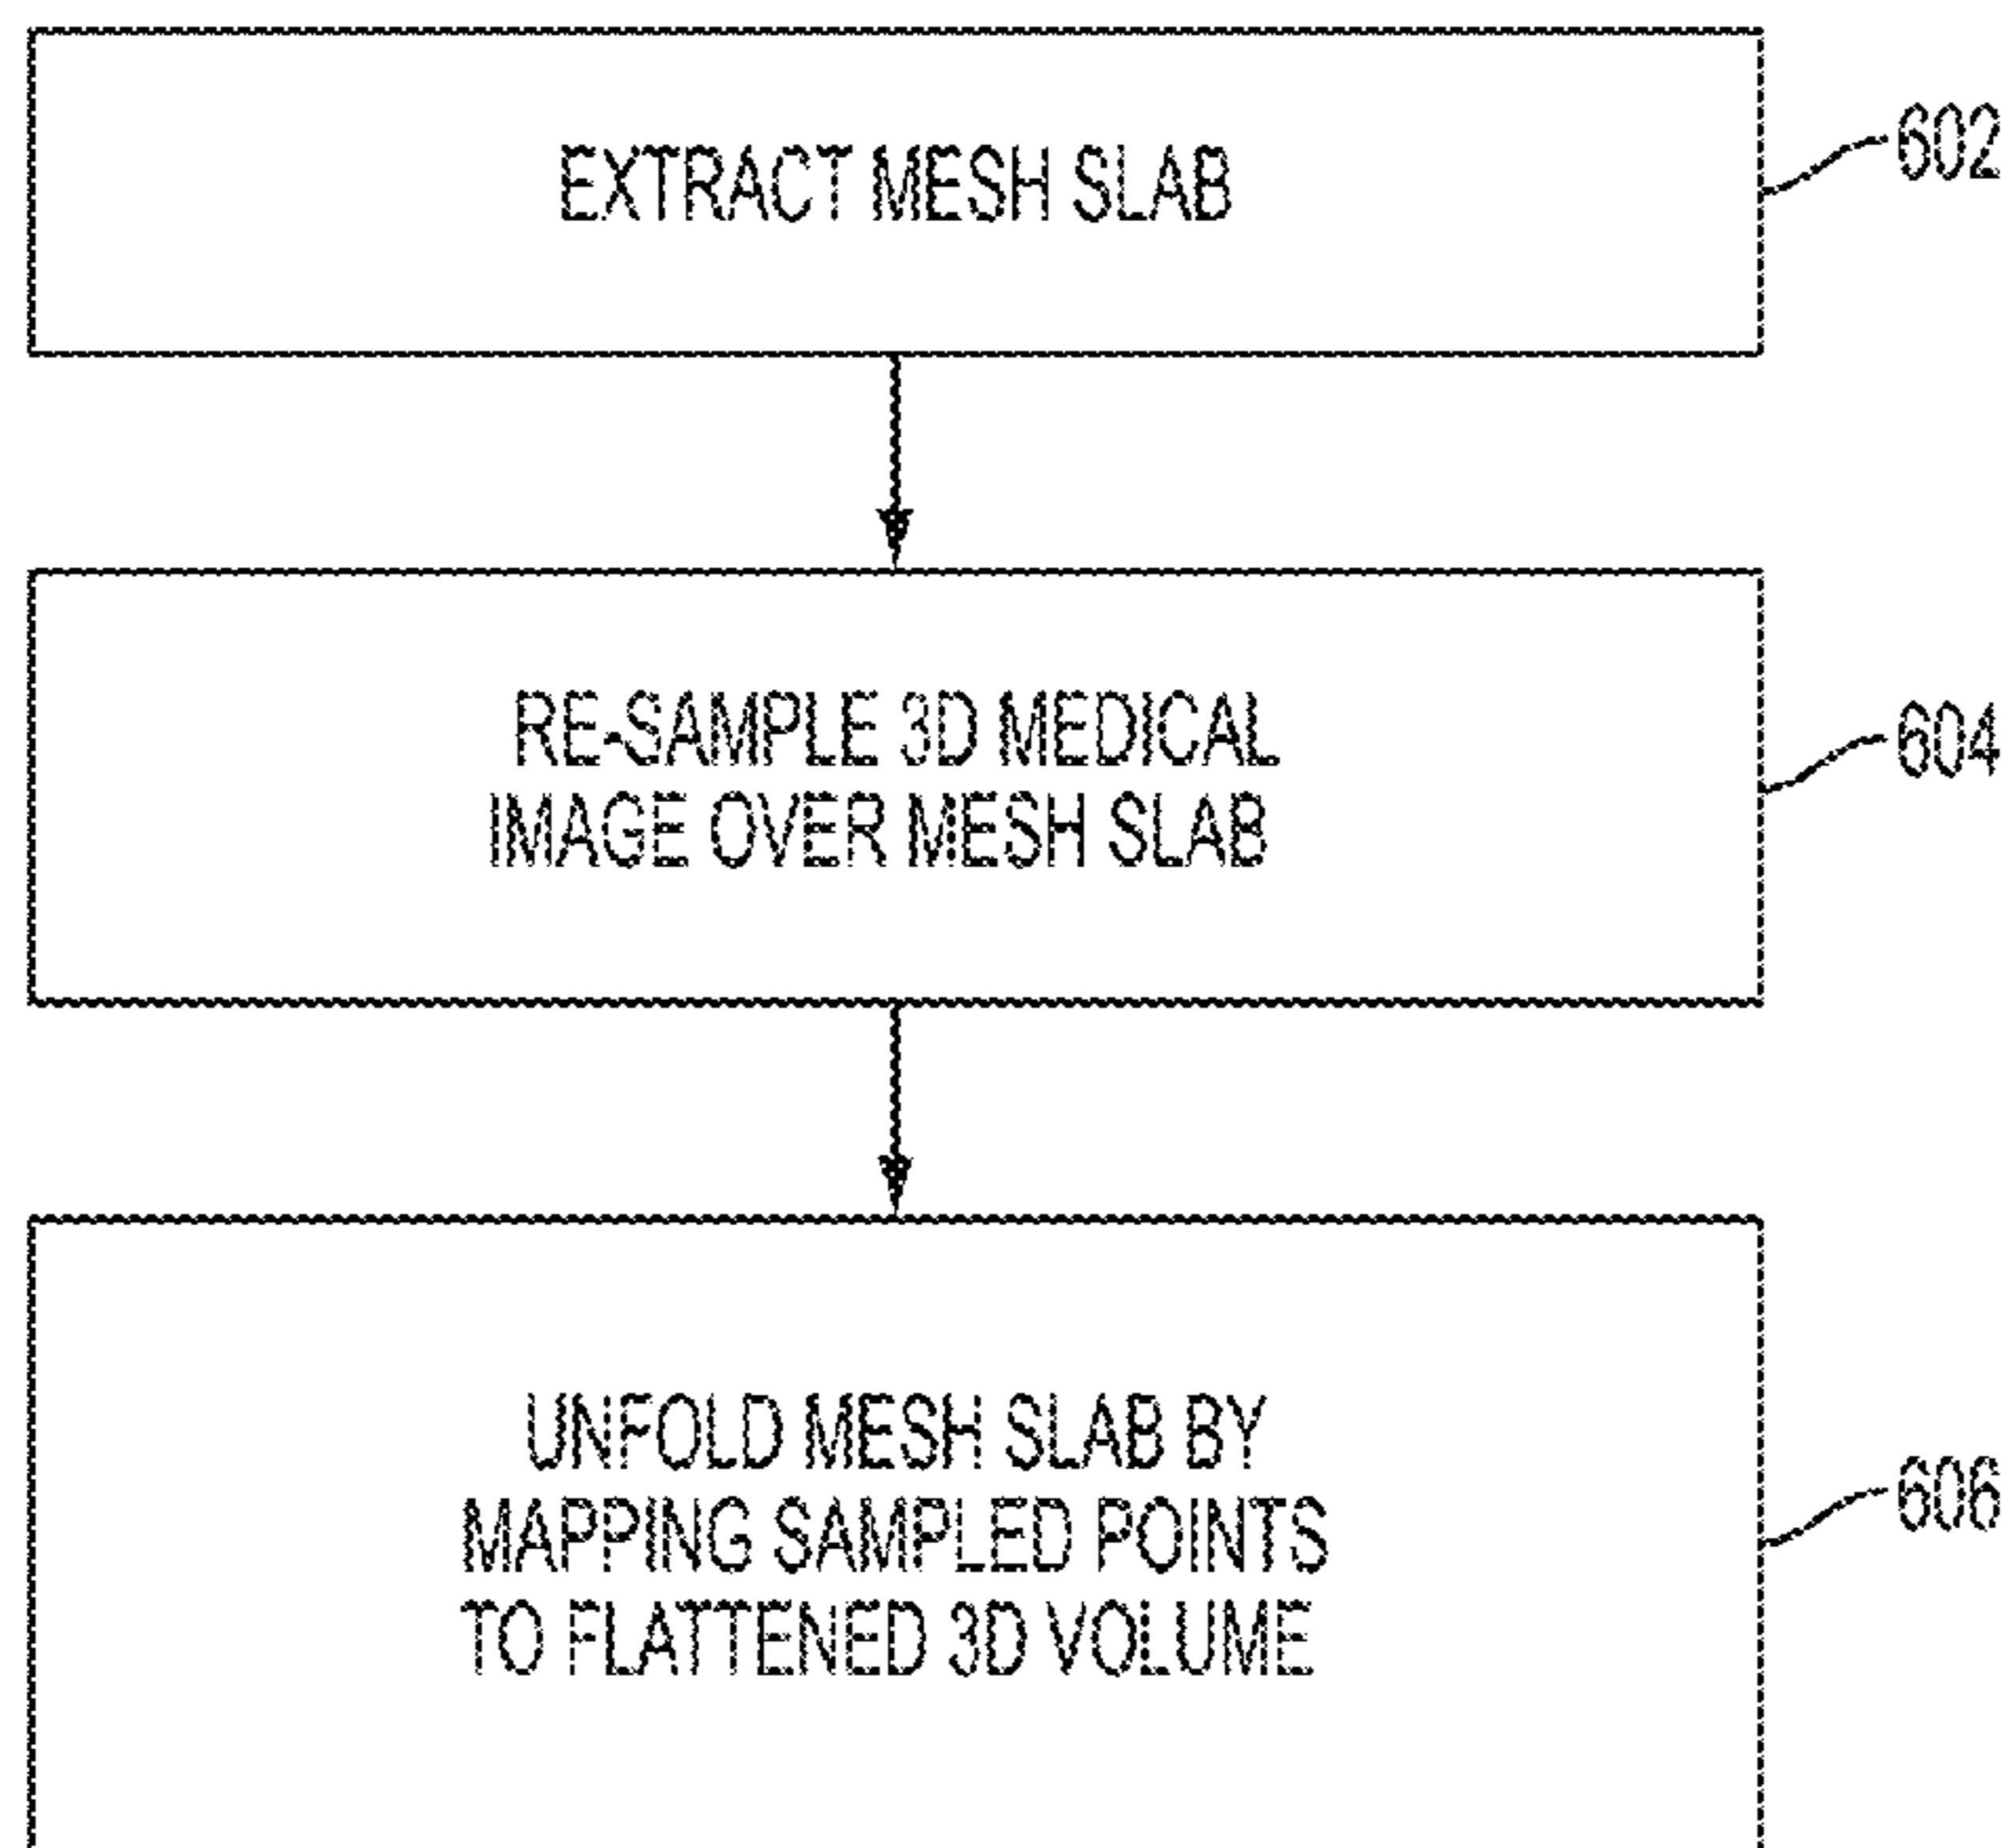 EXTRACT MESH SLAB
602
RE-SAMPLE 3D MEDICAL
IMAGE OVER MESH SLAB
604
UNFOLD MESH SLAB BY
MAPPING SAMPLED POINTS
TO FLATTENED 3D VOLUME
606